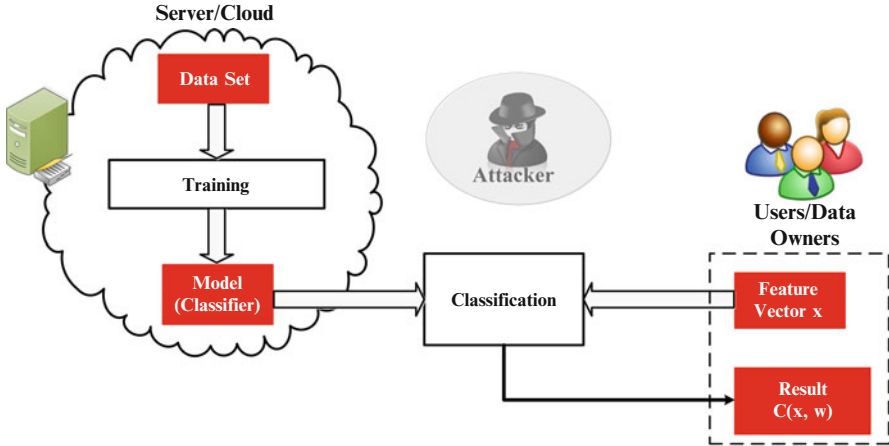 Server/Cloud
Data Set
Training
Model
(Classifier)
Attacker
Classification
Users/Data
Owners
Feature
Vector x
Result
C(x, w)